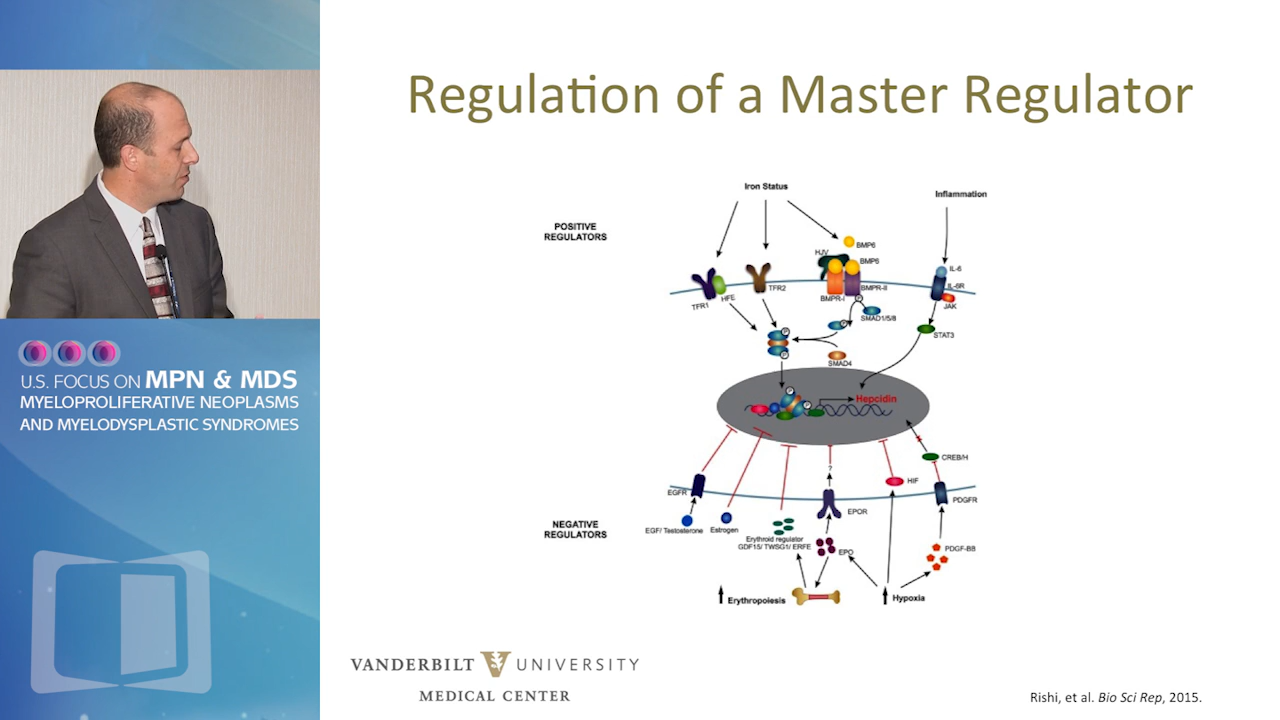 Regulation of a Master Regulator
Iron Status
Inflammation
POSITIVE
REGULATORS
BMP6
HJV
BMP6
IL-6
TFR2
IL-6R
BMPR-I
BMPR-II
TFR1
HFE
JAK
P
SMAD1/5/8
P
P
STAT3
P
SMAD4
P
P
Hepcidin
CREB/H
?
HIF
EGFR
PDGFR
EPOR
NEGATIVE
REGULATORS
EGF/ Testosterone
Estrogen
Erythroid regulator
GDF15/ TWSG1/ ERFE
EPO
PDGF-BB
Erythropoiesis
Hypoxia
U.S. FOCUS ON MPN & MDS
MYELOPROLIFERATIVE NEOPLASMS
AND MYELODYSPLASTIC SYNDROMES
VANDERBILT V UNIVERSITY
MEDICAL CENTER
Rishi, et al. Bio Sci Rep, 2015.